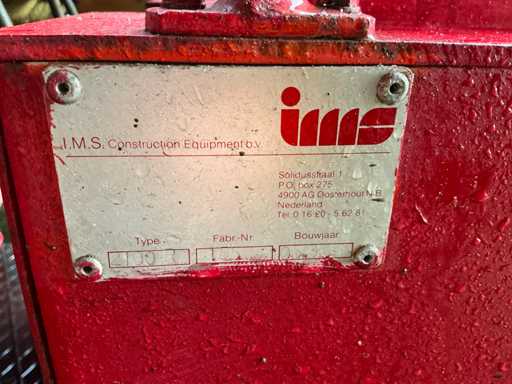 ims
I.M.S. Construction Equipment b.v.
Solidusstraat 1
P.O. box 275
4900 AG Oosterhout N-B
Nederland
Tel. 0 16 20 - 5 62 81
Type Fabr.-Nr. Bouwjaar